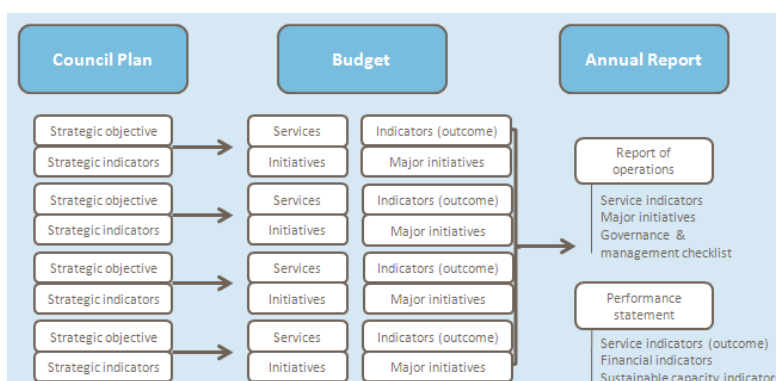 Council Plan
Budget
Annual Report
Strategic objective
Strategic indicators
Services
Initiatives
Indicators (outcome)
Major initiatives
Strategic objective
Strategic indicators
Services
Initiatives
Indicators (outcome)
Major initiatives
Strategic objective
Strategic indicators
Services
Initiatives
Indicators (outcome)
Major initiatives
Strategic objective
Strategic indicators
Services
Initiatives
Indicators (outcome)
Major initiatives
Report of
operations
Service indicators
Major initiatives
Governance &
management checklist
Performance
statement
Service indicators (outcome)
Financial indicators
Sustainable capacity indicator